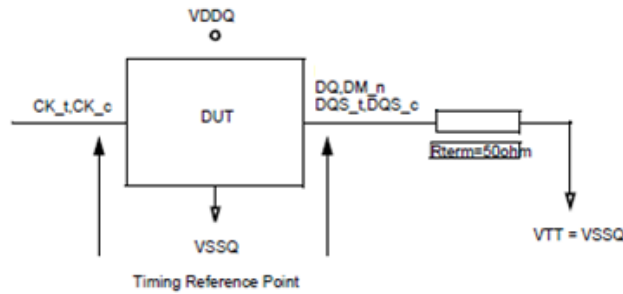 VDDQ
CK_t,CK_c
DUT
DQ,DM_n
DQS_t,DQS_c
Rterm=50ohm
VSSQ
VTT = VSSQ
Timing Reference Point